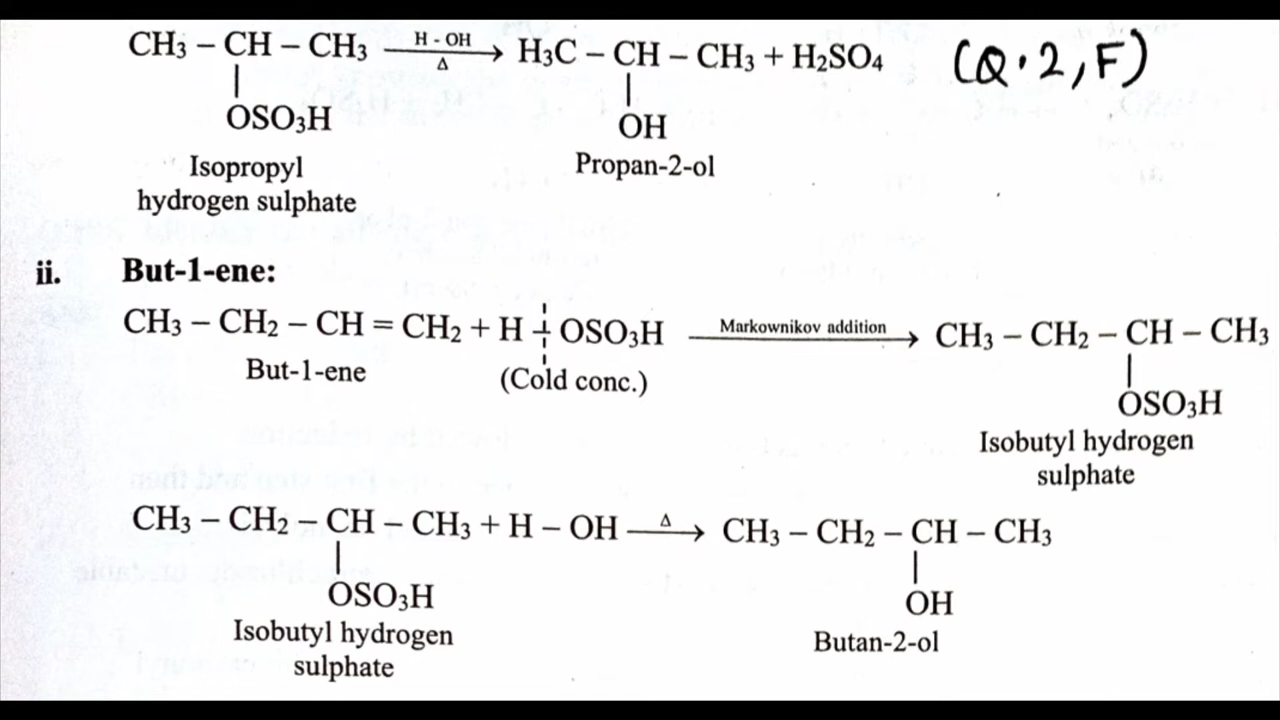 CH3 – CH – CH3 H - OH Δ → H3C – CH – CH3 + H2SO4 (Q.2,F)
OSO3H OH
Isopropyl Propan-2-ol
hydrogen sulphate
ii. But-1-ene:
CH3 – CH2 – CH = CH2 + H + OSO3H Markownikov addition → CH3 – CH2 – CH – CH3
But-1-ene (Cold conc.) OSO3H
Isobutyl hydrogen
sulphate
CH3 – CH2 – CH – CH3 + H – OH Δ → CH3 – CH2 – CH – CH3
OSO3H OH
Isobutyl hydrogen Butan-2-ol
sulphate